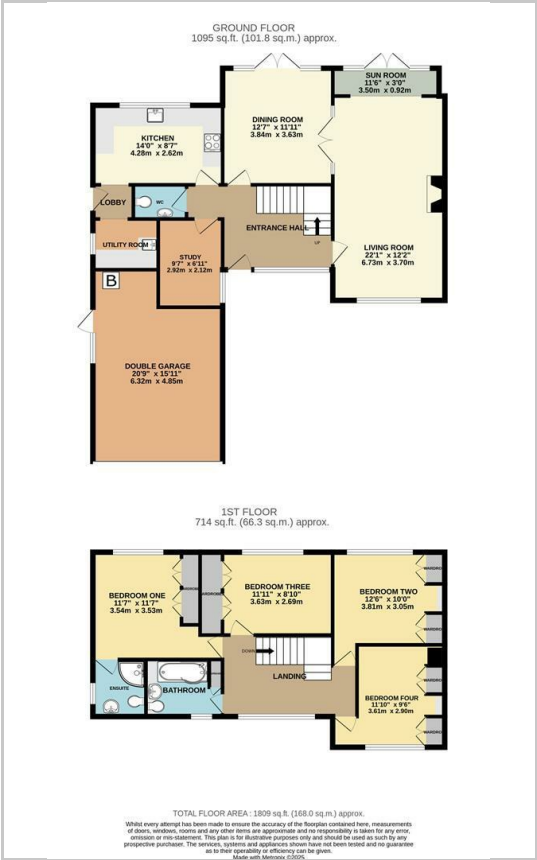 GROUND FLOOR
1095 sq.ft. (101.8 sq.m.) approx.
SUN ROOM
11'6" x 3'0"
3.50m x 0.92m
DINING ROOM
12'7" x 11'11"
3.84m x 3.63m
KITCHEN
14'0" x 8'7"
4.28m x 2.62m
LOBBY
WC
ENTRANCE HALL
UP
UTILITY ROOM
STUDY
9'7" x 6'11"
2.92m x 2.12m
LIVING ROOM
22'1" x 12'2"
6.73m x 3.70m
B
DOUBLE GARAGE
20'9" x 15'11"
6.32m x 4.85m
1ST FLOOR
714 sq.ft. (66.3 sq.m.) approx.
BEDROOM ONE
11'7" x 11'7"
3.54m x 3.53m
BEDROOM THREE
11'11" x 8'10"
3.63m x 2.69m
BEDROOM TWO
12'6" x 10'0"
3.81m x 3.05m
DOWN
LANDING
ENSUITE
BATHROOM
BEDROOM FOUR
11'10" x 9'6"
3.61m x 2.90m
TOTAL FLOOR AREA : 1809 sq.ft. (168.0 sq.m.) approx.
Whilst every attempt has been made to ensure the accuracy of the floorplan contained here, measurements
of doors, windows, rooms and any other items are approximate and no responsibility is taken for any error,
omission or mis-statement. This plan is for illustrative purposes only and should be used as such by any
prospective purchaser. The services, systems and appliances shown have not been tested and no guarantee
as to their operability or efficiency can be given.
Made with Metropix ©2025